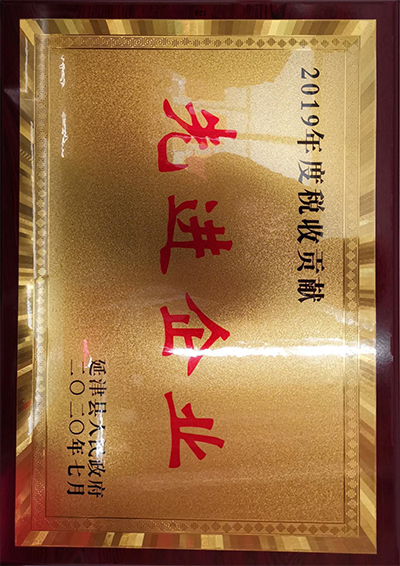 2019年度税收贡献
先进企业
延津县人民政府
二〇二〇年七月